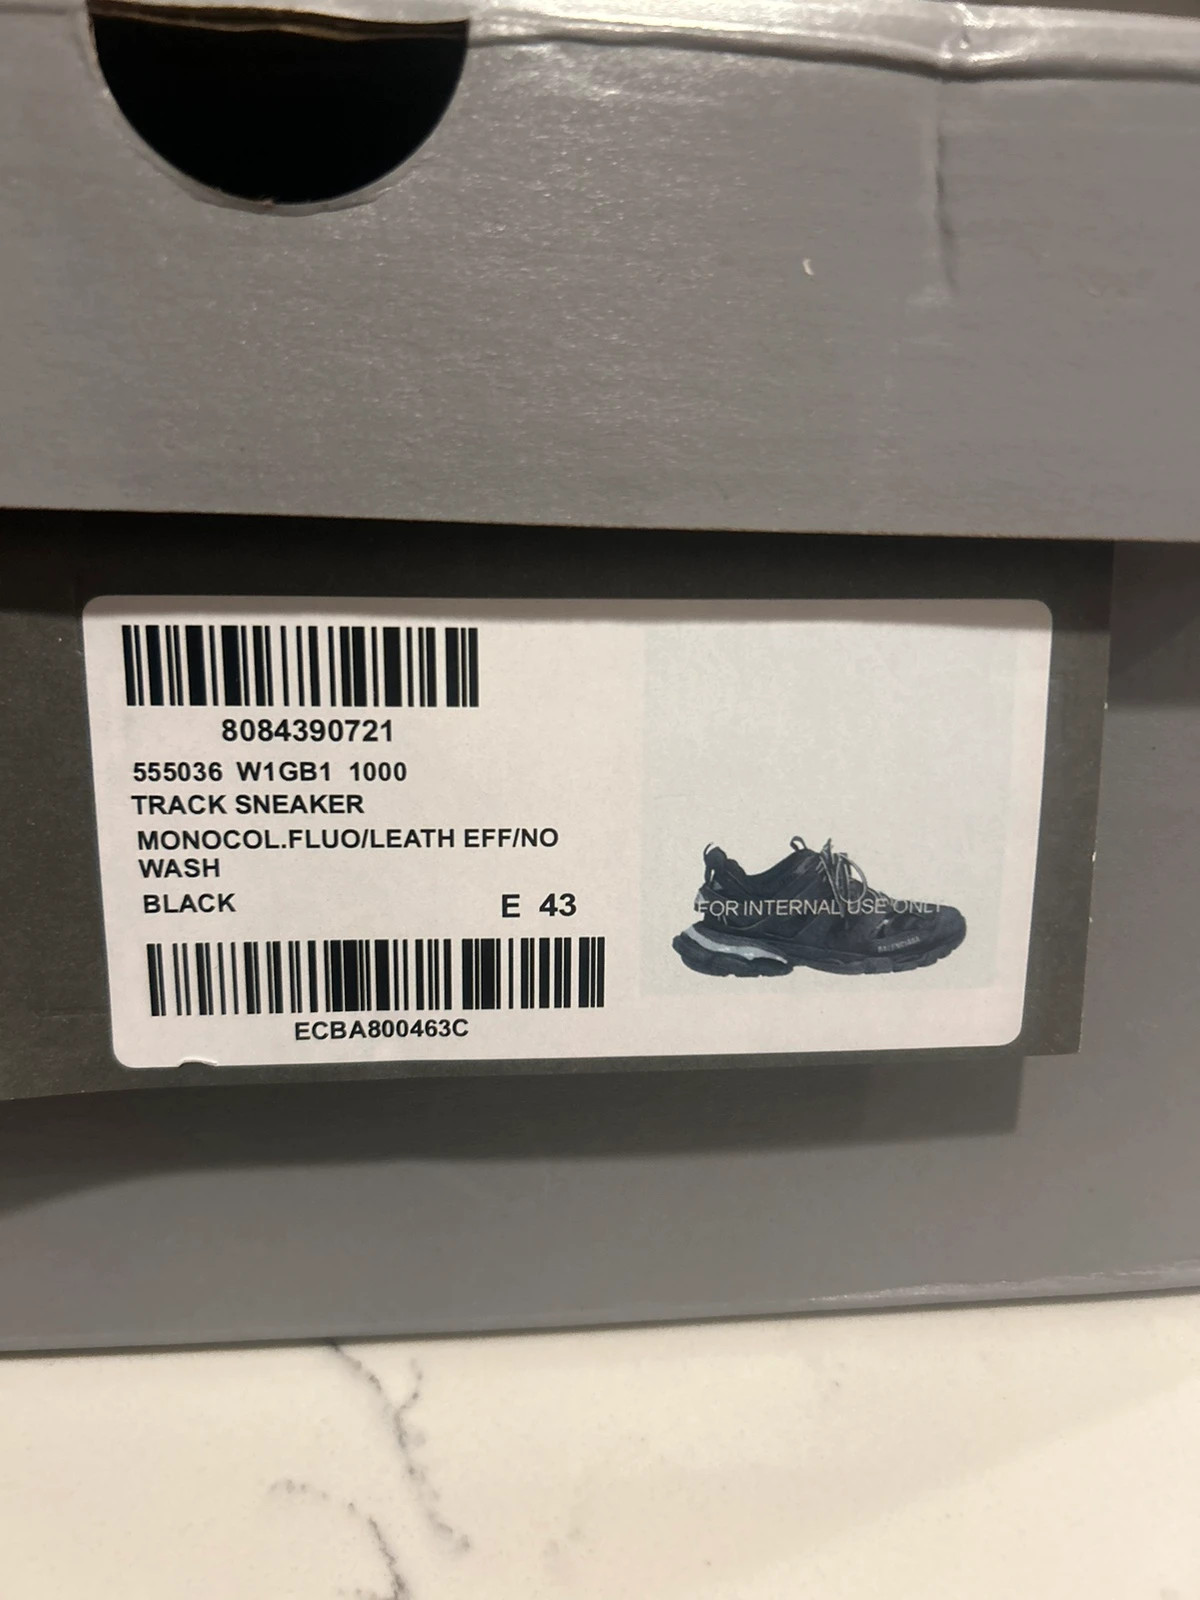 8084390721
555036 W1GB1 1000
TRACK SNEAKER
MONOCOL.FLUO/LEATH EFF/NO
WASH
BLACK E 43
FOR INTERNAL USE ONLY
BALENCIAGA
ECBA800463C